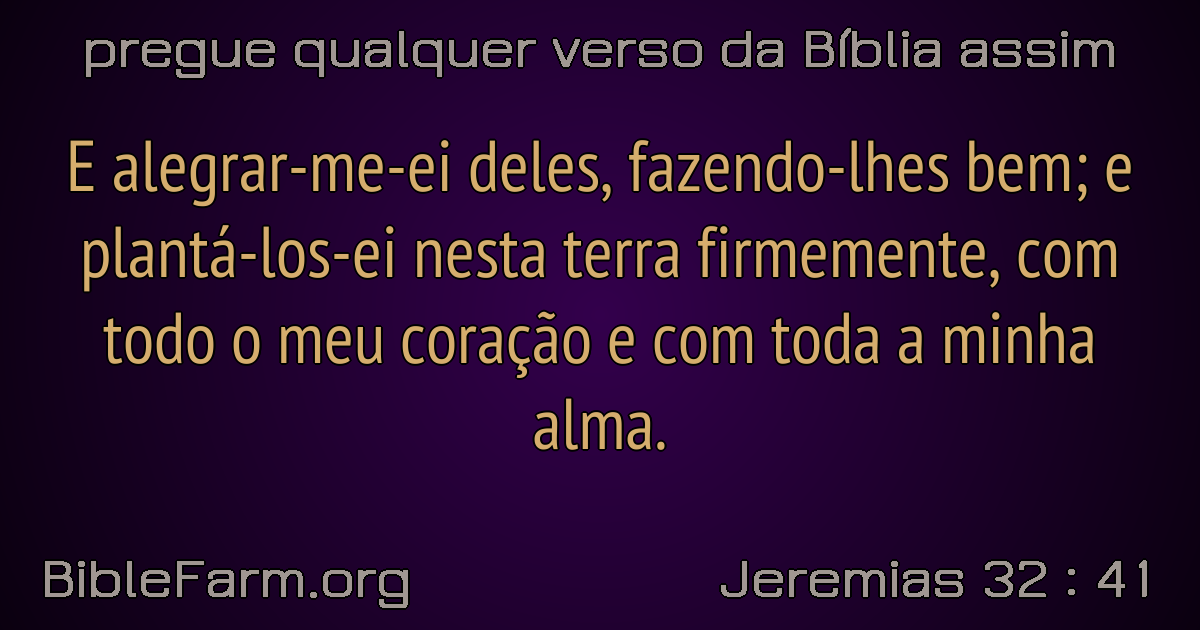 pregue qualquer verso da Bíblia assim
E alegrar-me-ei deles, fazendo-lhes bem; e
plantá-los-ei nesta terra firmemente, com
todo o meu coração e com toda a minha
alma.
BibleFarm.org
Jeremias 32 : 41